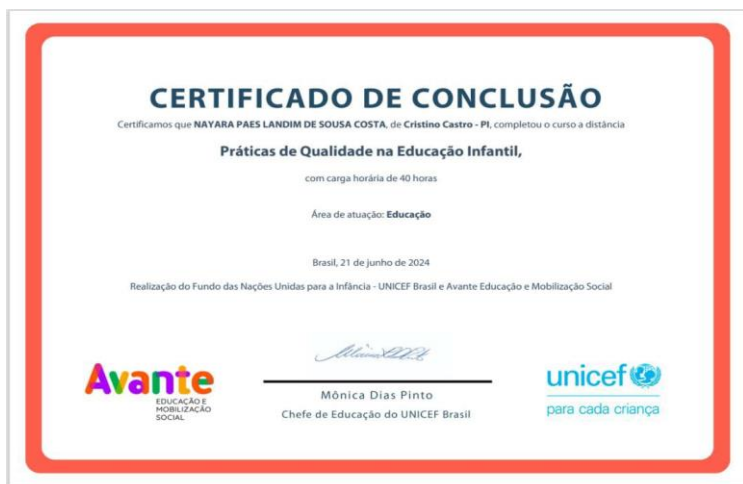 CERTIFICADO DE CONCLUSÃO
Certificamos que NAYARA PAES LANDIM DE SOUSA COSTA, de Cristino Castro - PI, completou o curso a distância
Práticas de Qualidade na Educação Infantil,
com carga horária de 40 horas
Área de atuação: Educação
Brasil, 21 de junho de 2024
Realização do Fundo das Nações Unidas para a Infância - UNICEF Brasil e Avante Educação e Mobilização Social
Avante
EDUCAÇÃO E
MOBILIZAÇÃO
SOCIAL
Mônica Dias Pinto
Chefe de Educação do UNICEF Brasil
unicef
para cada criança